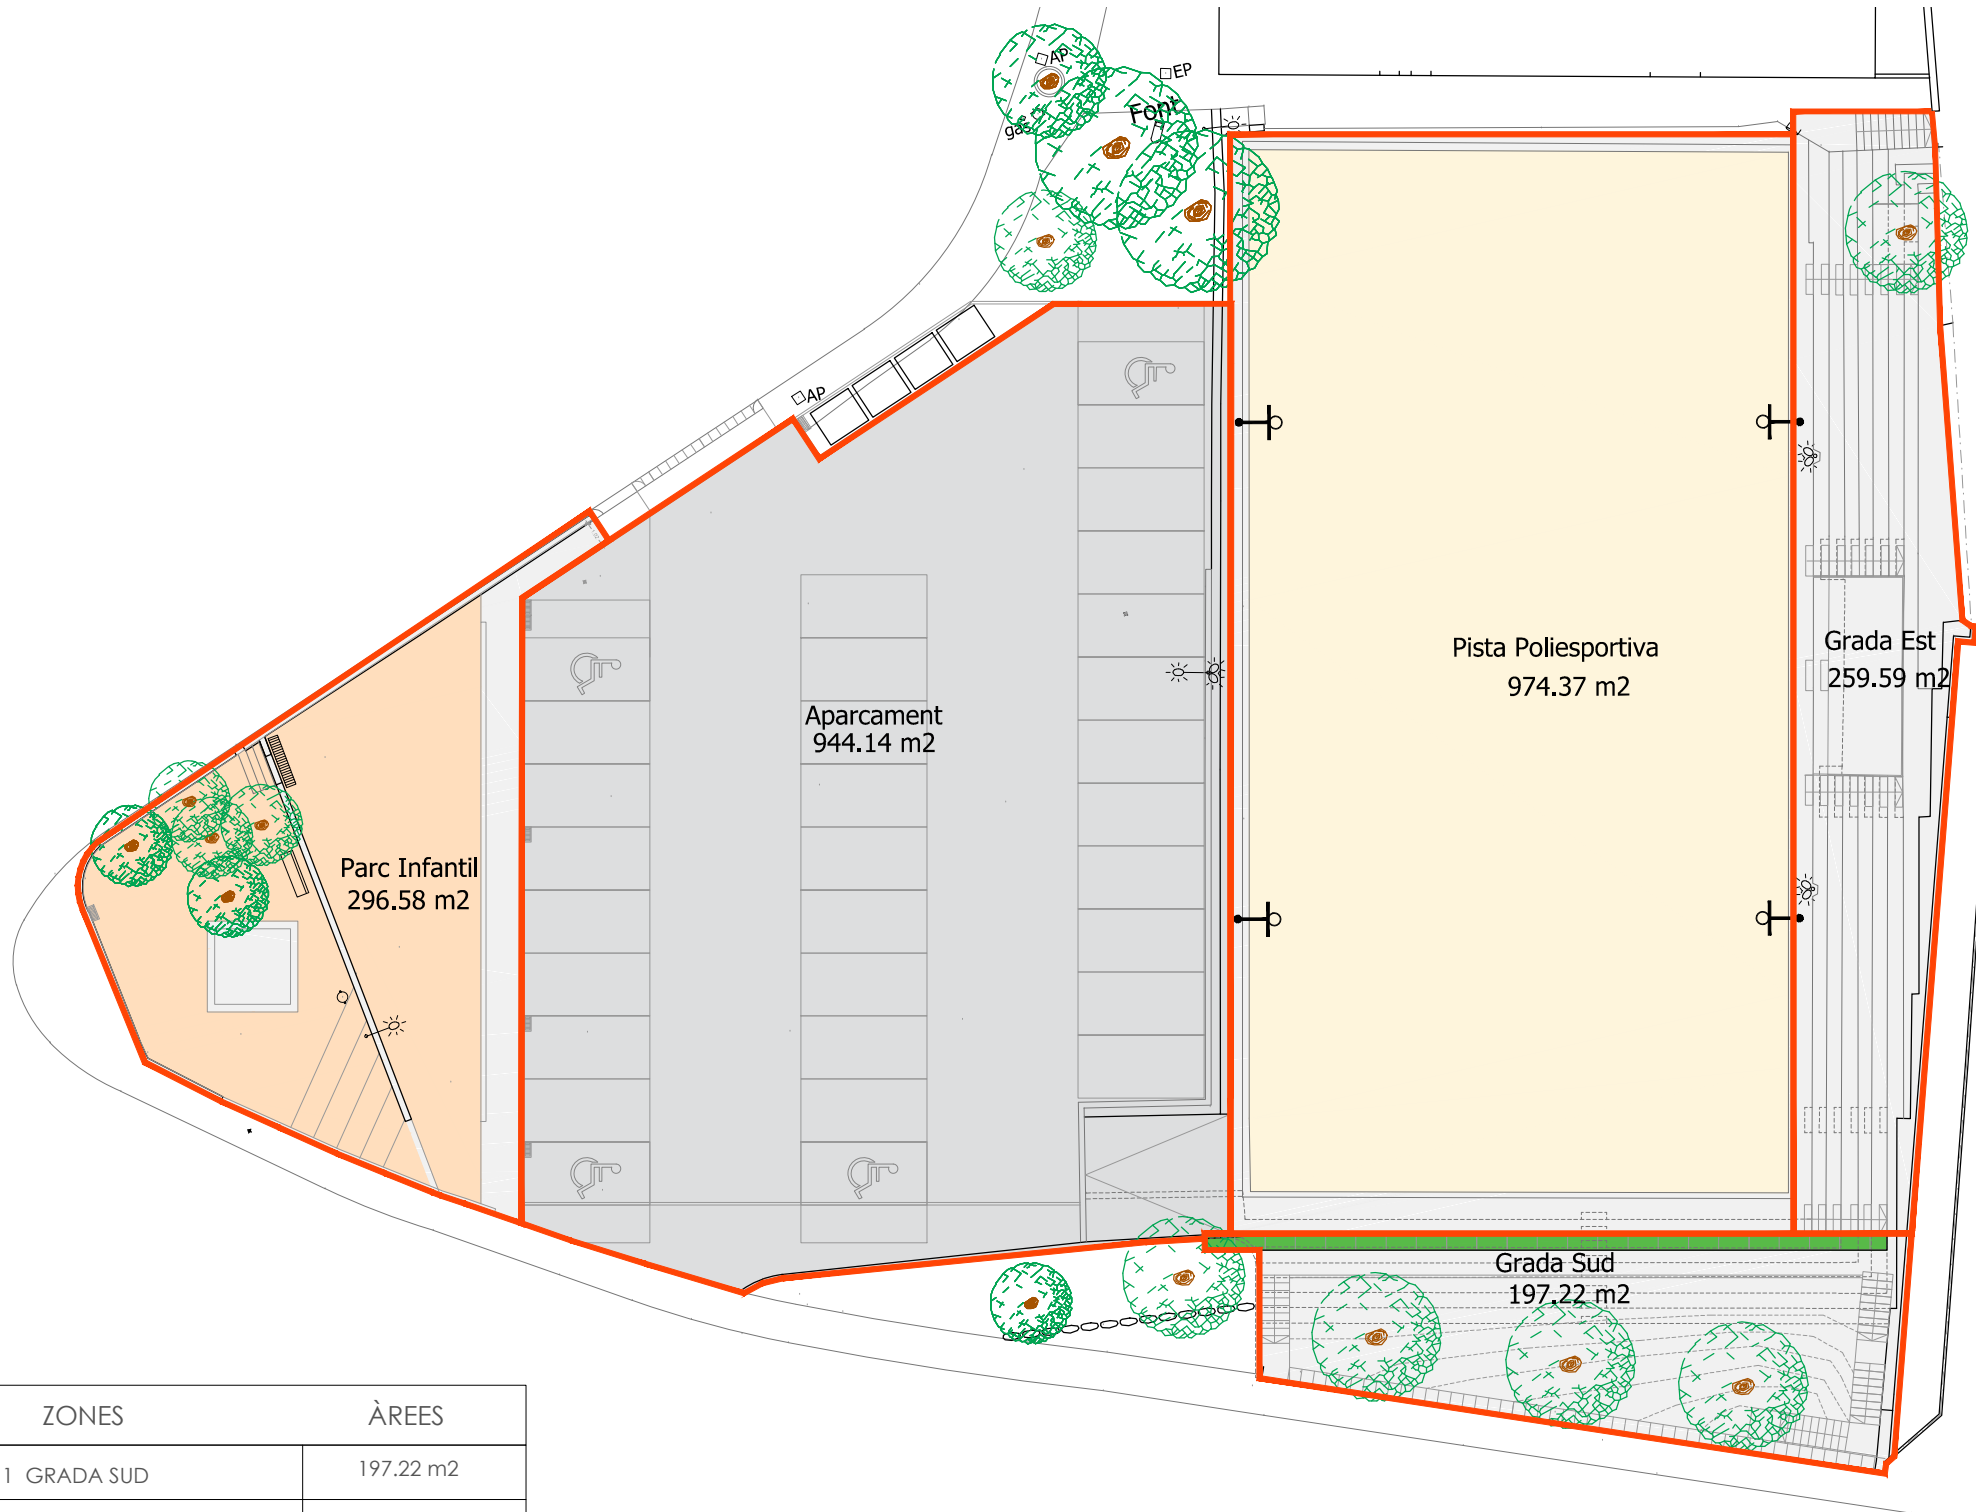 AP
EP
Font
gas
AP
Pista Poliesportiva
974.37 m2
Grada Est
259.59 m2
Aparcament
944.14 m2
Parc Infantil
296.58 m2
Grada Sud
197.22 m2
ZONES ÀREES
1 GRADA SUD 197.22 m2